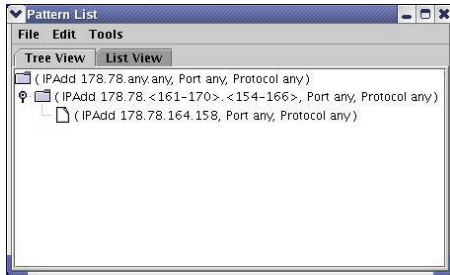 Pattern List
File Edit Tools
Tree View List View
( IPAdd 178.78.any.any, Port any, Protocol any )
( IPAdd 178.78.<161-170>.<154-166>, Port any, Protocol any )
( IPAdd 178.78.164.158, Port any, Protocol any )